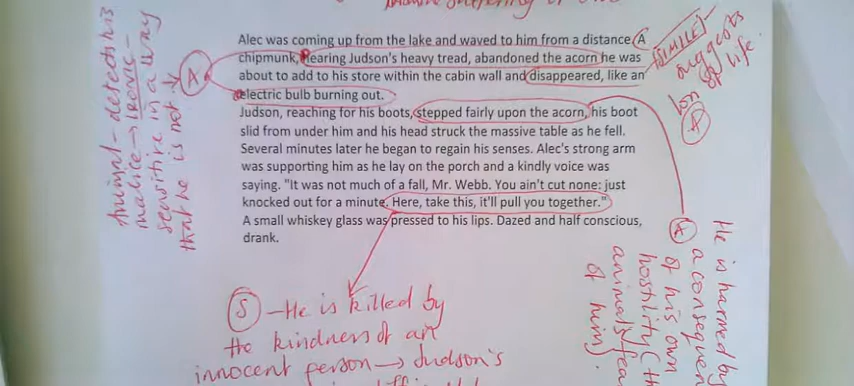 Alec was coming up from the lake and waved to him from a distance. A
chipmunk, hearing Judson's heavy tread, abandoned the acorn he was
about to add to his store within the cabin wall and disappeared, like an
electric bulb burning out.
Judson, reaching for his boots, stepped fairly upon the acorn, his boot
slid from under him and his head struck the massive table as he fell.
Several minutes later he began to regain his senses. Alec's strong arm
was supporting him as he lay on the porch and a kindly voice was
saying. "It was not much of a fall, Mr. Webb. You ain't cut none: just
knocked out for a minute. Here, take this, it'll pull you together."
A small whiskey glass was pressed to his lips. Dazed and half conscious,
drank.
Animal - detects his
malice → ironic -
sensitive in a way
that he is not
A
SIMILE -
suggests
of life.
A
A
He is harmed by
a consequen
of his own
hostility (th
animals fea
of him).
S - He is killed by
the kindness of an
innocent person → Judson's